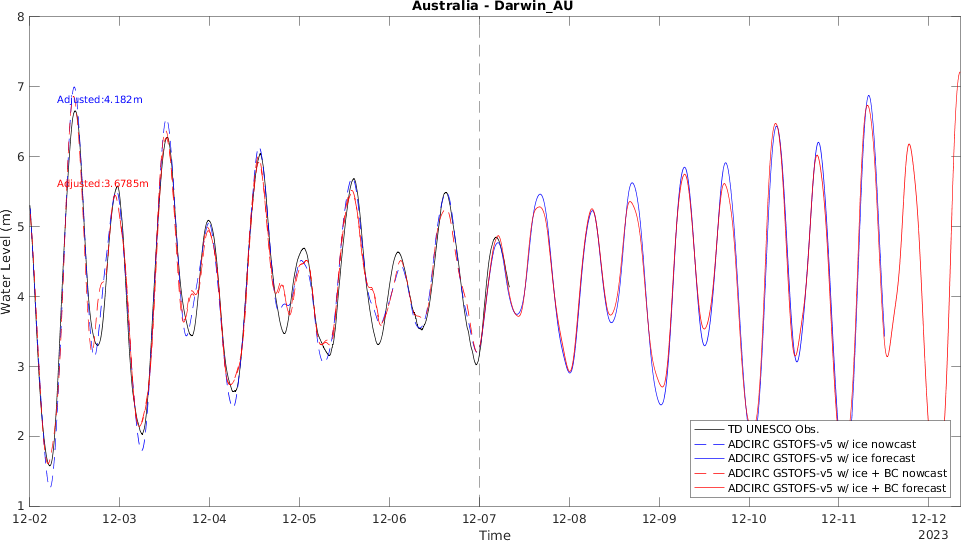 Australia - Darwin_AU
8
7
6
5
4
3
2
1
Water Level (m)
Adjusted:4.182m
Adjusted:3.6785m
TD UNESCO Obs.
ADCIRC GSTOFS-v5 w/ ice nowcast
ADCIRC GSTOFS-v5 w/ ice forecast
ADCIRC GSTOFS-v5 w/ ice + BC nowcast
ADCIRC GSTOFS-v5 w/ ice + BC forecast
12-02 12-03 12-04 12-05 12-06 12-07 12-08 12-09 12-10 12-11 12-12
Time
2023